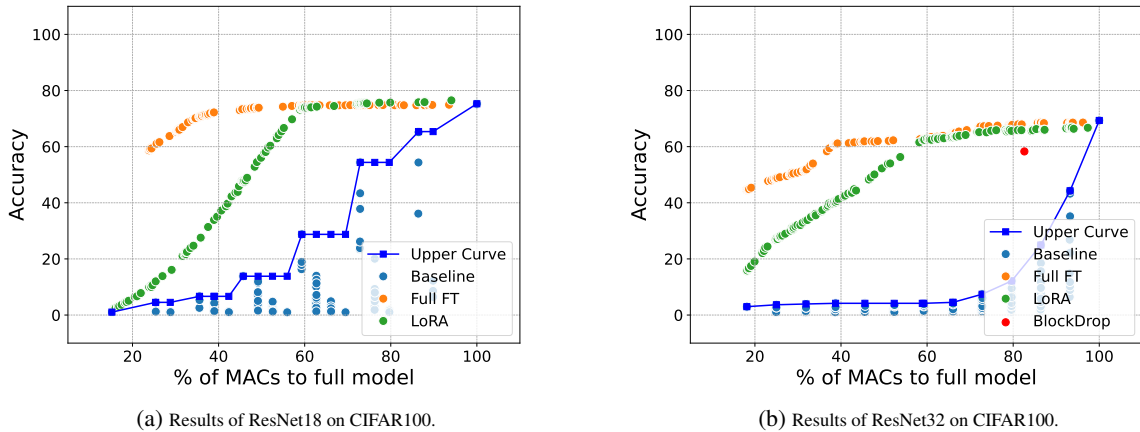 100
80
60
40
20
0
Accuracy
20 40 60 80 100
% of MACs to full model
Upper Curve
Baseline
Full FT
LoRA
(a) Results of ResNet18 on CIFAR100.
100
80
60
40
20
0
Accuracy
20 40 60 80 100
% of MACs to full model
Upper Curve
Baseline
Full FT
LoRA
BlockDrop
(b) Results of ResNet32 on CIFAR100.